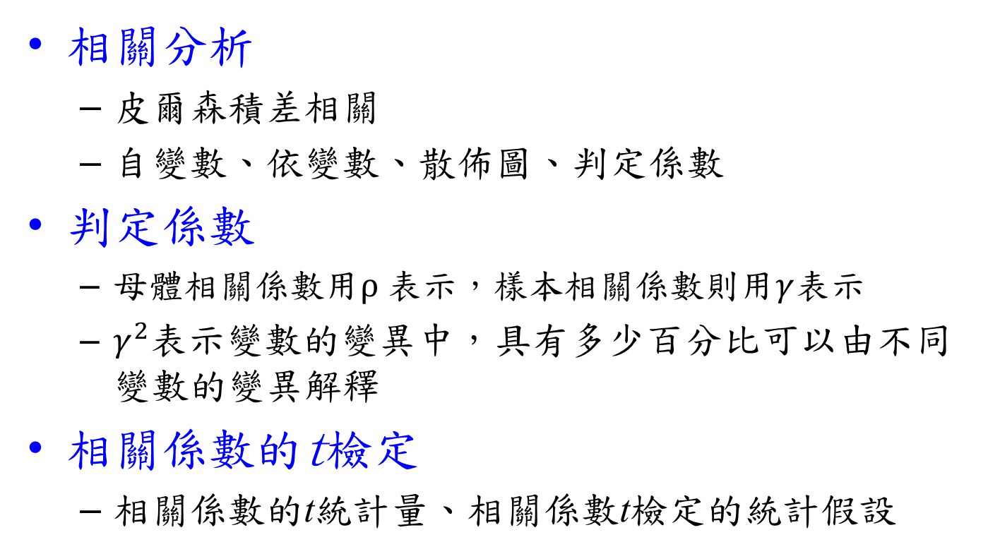 • 相關分析
– 皮爾森積差相關
– 自變數、依變數、散佈圖、判定係數
• 判定係數
– 母體相關係數用ρ 表示，樣本相關係數則用𝛾表示
– 𝛾²表示變數的變異中，具有多少百分比可以由不同
變數的變異解釋
• 相關係數的 t檢定
– 相關係數的t統計量、相關係數t檢定的統計假設